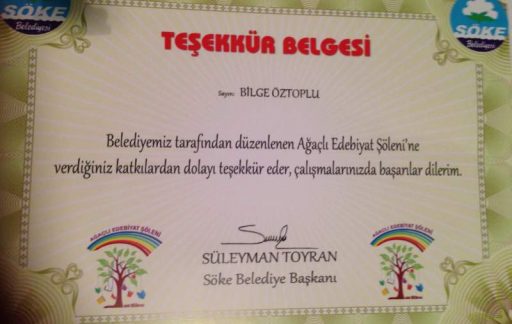 SÖKE
Belediyesi
SÖKE
Belediyesi
TEŞEKKÜR BELGESİ
Sayın: BİLGE ÖZTOPLU
Belediyemiz tarafından düzenlenen Ağaçlı Edebiyat Şöleni'ne
verdiğiniz katkılardan dolayı teşekkür eder, çalışmalarınızda başarılar dilerim.
SÜLEYMAN TOYRAN
Söke Belediye Başkanı
AĞAÇLI EDEBİYAT ŞÖLENİ
AĞAÇLI EDEBİYAT ŞÖLENİ